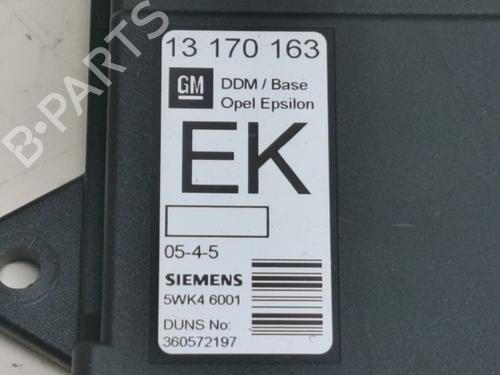 13 170 163
GM DDM / Base
Opel Epsilon
EK
05-4-5
SIEMENS
5WK4 6001
DUNS No:
360572197
B-PARTS